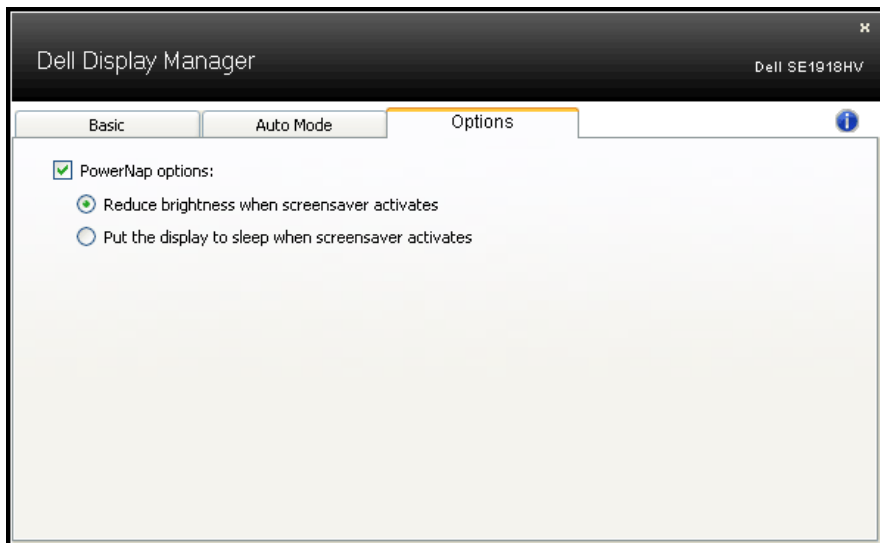 Dell Display Manager
Dell SE1918HV
Basic
Auto Mode
Options
PowerNap options:
Reduce brightness when screensaver activates
Put the display to sleep when screensaver activates